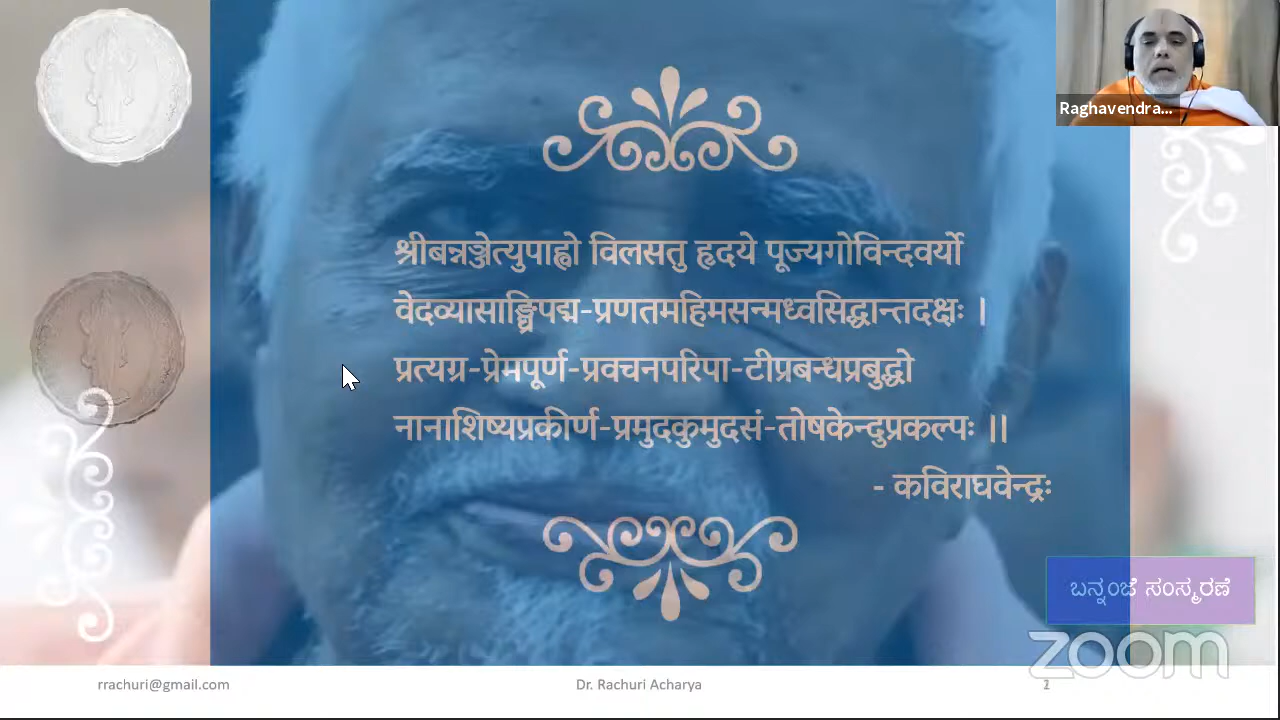 Raghavendra...
श्रीबन्नञ्जेत्युपाह्वो विलसतु हृदये पूज्यगोविन्दवर्यो
वेदव्यासाङ्घ्रिपद्म-प्रणतमहिमसन्मध्वसिद्धान्तदक्षः ।
प्रत्यग्र-प्रेमपूर्ण-प्रवचनपरिपा-टीप्रबन्धप्रबुद्धो
नानाशिष्यप्रकीर्ण-प्रमुदकुमुदसं-तोषकेन्दुप्रकल्पः ।।
- कविराघवेन्द्रः
ಬನ್ನಂಜೆ ಸಂಸ್ಮರಣೆ
zoom
rrachuri@gmail.com Dr. Rachuri Acharya